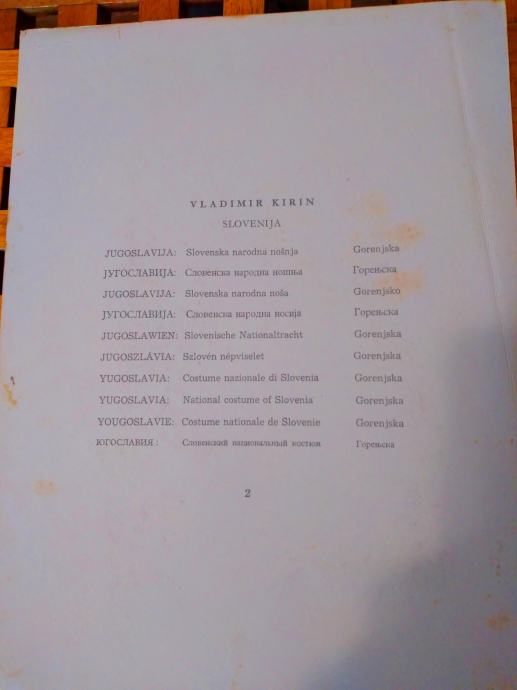 VLADIMIR KIRIN
SLOVENIJA
JUGOSLAVIJA: Slovenska narodna nošnja Gorenjska
ЈУГОСЛАВИЈА: Словенска народна ношња Горењска
JUGOSLAVIJA: Slovenska narodna noša Gorenjsko
ЈУГОСЛАВИЈА: Словенска народна носија Горењска
JUGOSLAWIEN: Slovenische Nationaltracht Gorenjska
JUGOSZLÁVIA: Szlovén népviselet Gorenjska
YUGOSLAVIA: Costume nazionale di Slovenia Gorenjska
YUGOSLAVIA: National costume of Slovenia Gorenjska
YOUGOSLAVIE: Costume nationale de Slovenie Gorenjska
ЮГОСЛАВИЯ: Словенский национальный костюм Горењска
2